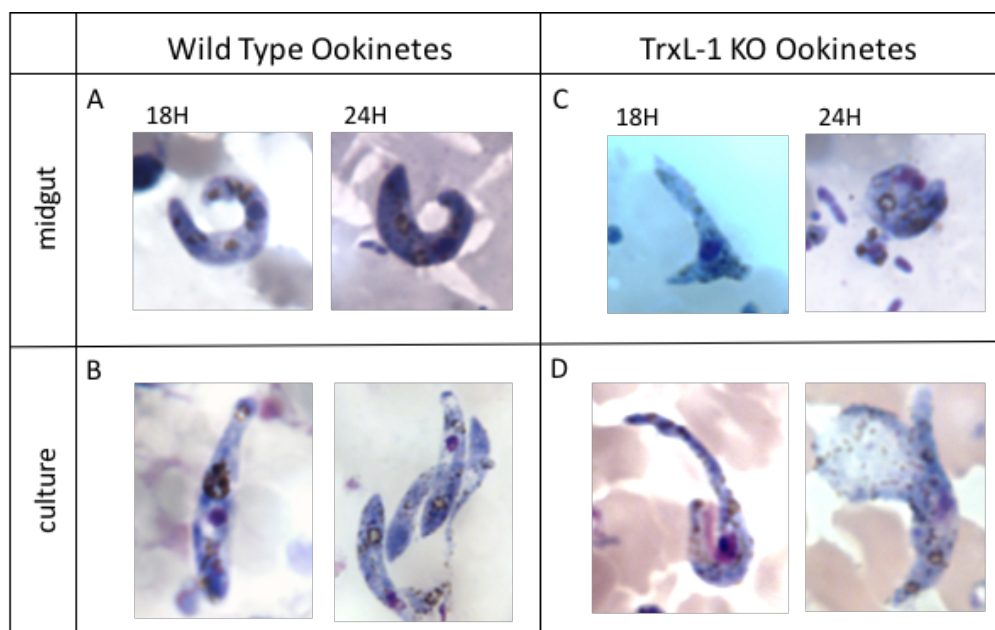 Wild Type Ookinetes
TrxL-1 KO Ookinetes
midgut
A
18H
24H
C
18H
24H
culture
B
D